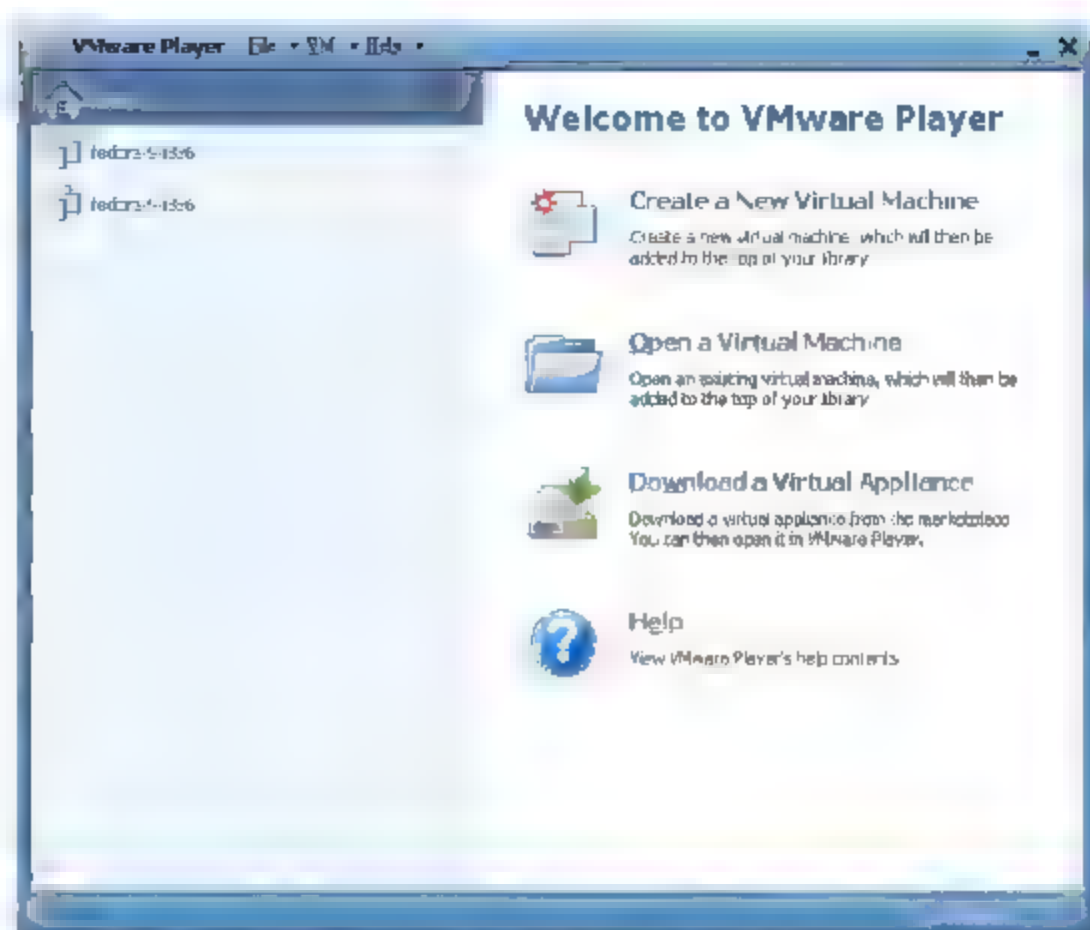 VMware Player File VM Help
Welcome to VMware Player
Create a New Virtual Machine
Create a new virtual machine, which will then be
added to the top of your library
Open a Virtual Machine
Open an existing virtual machine, which will then be
added to the top of your library
Download a Virtual Appliance
Download a virtual appliance from the marketplace
You can then open it in VMware Player.
Help
View VMware Player's help contents